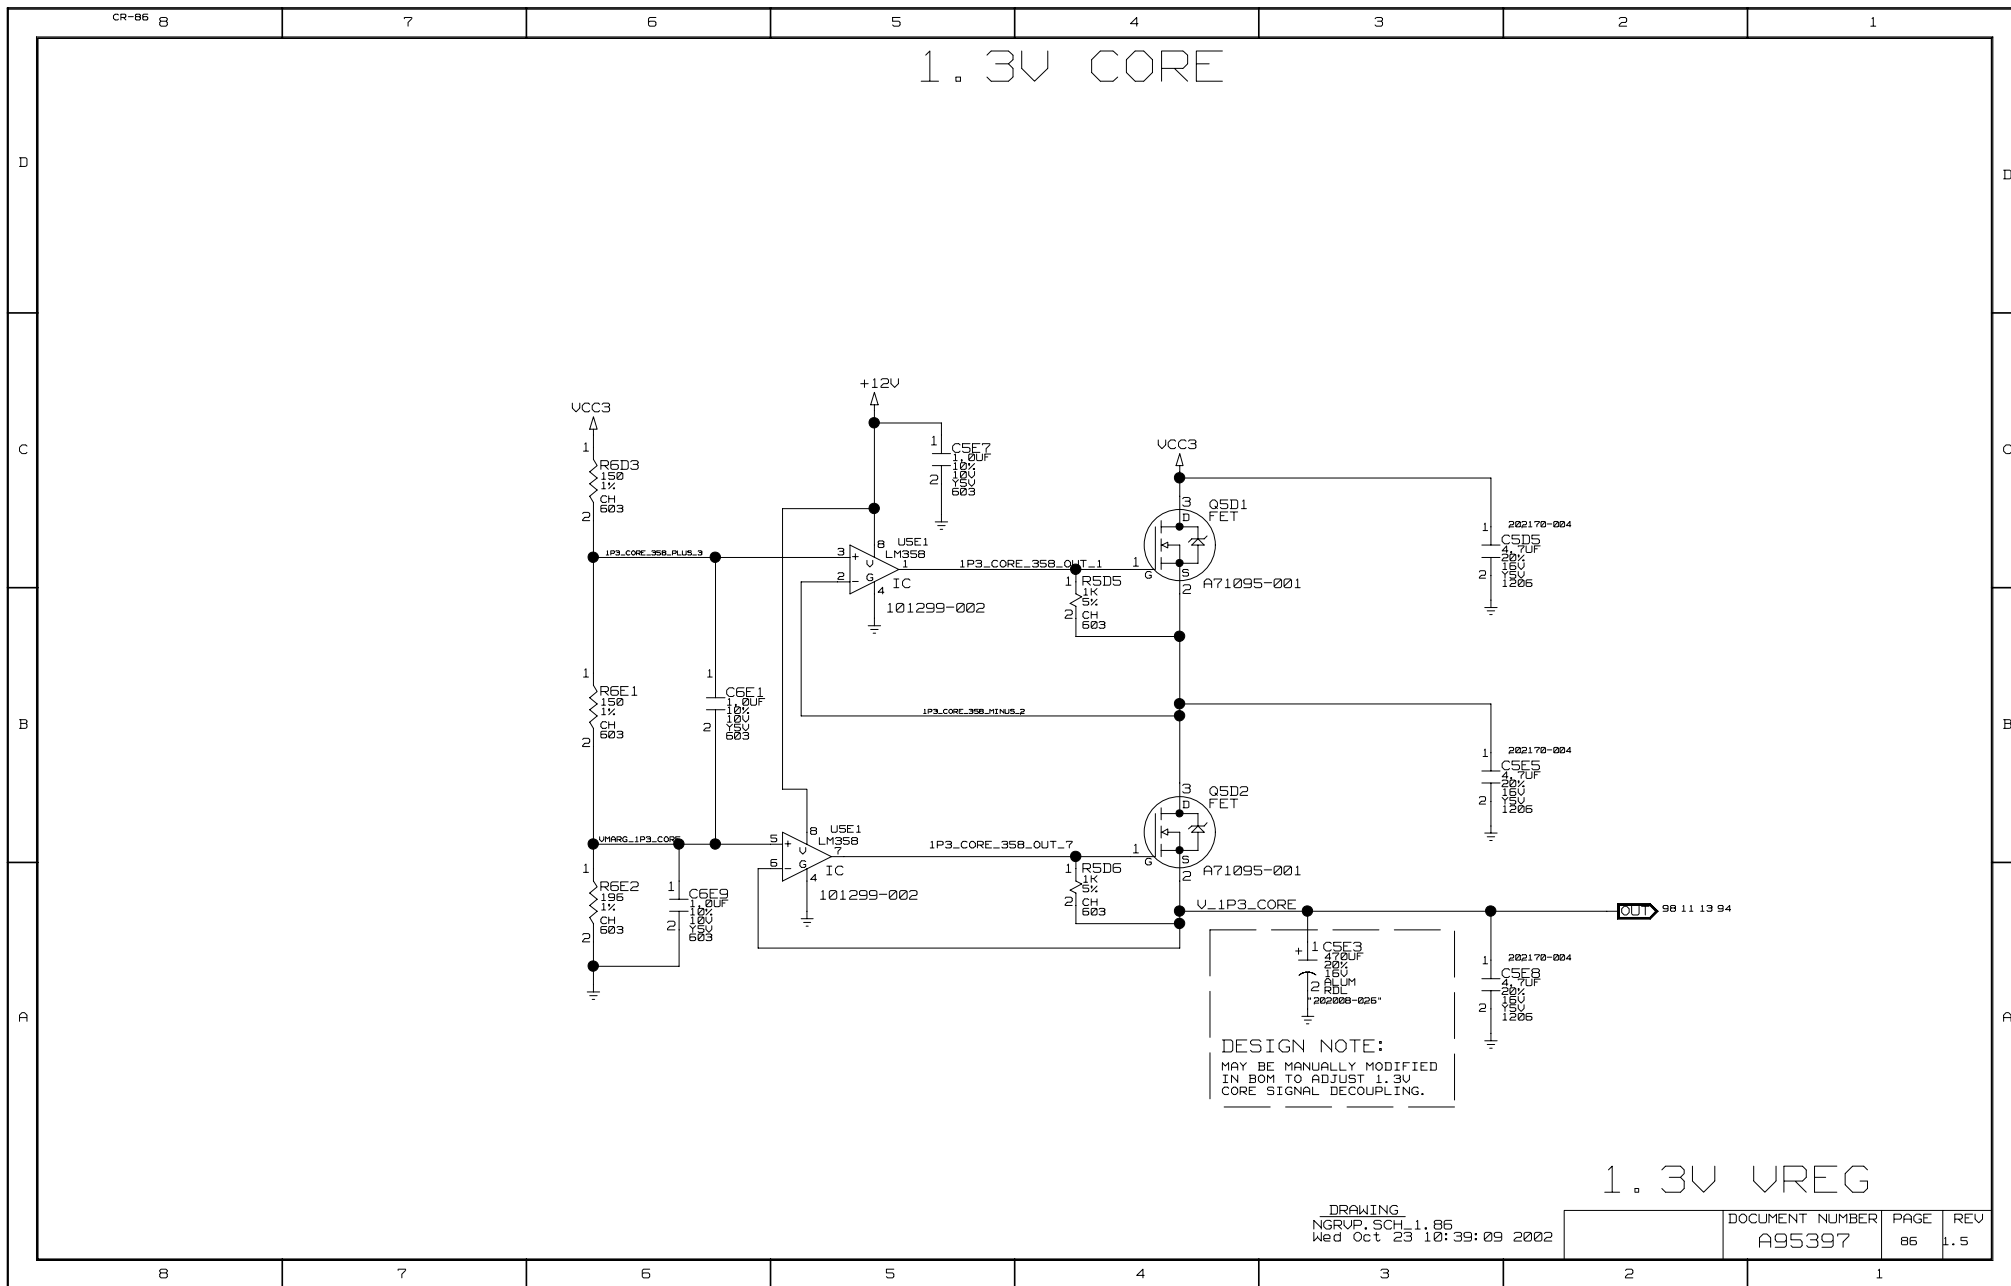 CR-86
8 7 6 5 4 3 2 1
1.3V CORE
D D
+12V
VCC3
1
C5E7
1.0UF
10%
10V
Y5V
603
2
C C
VCC3
1
R6D3
150
1%
CH
603
2
3
D
Q5D1
FET
1
G
S
2
A71095-001
1 202170-004
C5D5
4.7UF
20%
16V
Y5V
1206
2
1P3_CORE_358_PLUS_3
3 + 8 U5E1
LM358
V
2 - G 1
IC
4
101299-002
1P3_CORE_358_OUT_1
1 R5D5
1K
5%
2 CH
603
1
R6E1
150
1%
CH
603
2
1
C6E1
1.0UF
10%
10V
Y5V
603
2
1P3_CORE_358_MINUS_2
B B
1 202170-004
C5E5
4.7UF
20%
16V
Y5V
1206
2
3
D
Q5D2
FET
1
G
S
2
A71095-001
VMARG_1P3_CORE
5 + 8 U5E1
LM358
V
6 - G 7
IC
4
101299-002
1P3_CORE_358_OUT_7
1 R5D6
1K
5%
2 CH
603
1
R6E2
196
1%
CH
603
2
1
C6E9
1.0UF
10%
10V
Y5V
603
2
V_1P3_CORE
OUT 98 11 13 94
+ 1 C5E3
470UF
20%
16V
ALUM
2 RDL
"202008-026"
1 202170-004
C5E8
4.7UF
20%
16V
Y5V
1206
2
A A
DESIGN NOTE:
MAY BE MANUALLY MODIFIED
IN BOM TO ADJUST 1.3V
CORE SIGNAL DECOUPLING.
1.3V VREG
DRAWING
NGRVP.SCH_1.86
Wed Oct 23 10:39:09 2002
DOCUMENT NUMBER PAGE REV
A95397 86 1.5
8 7 6 5 4 3 2 1